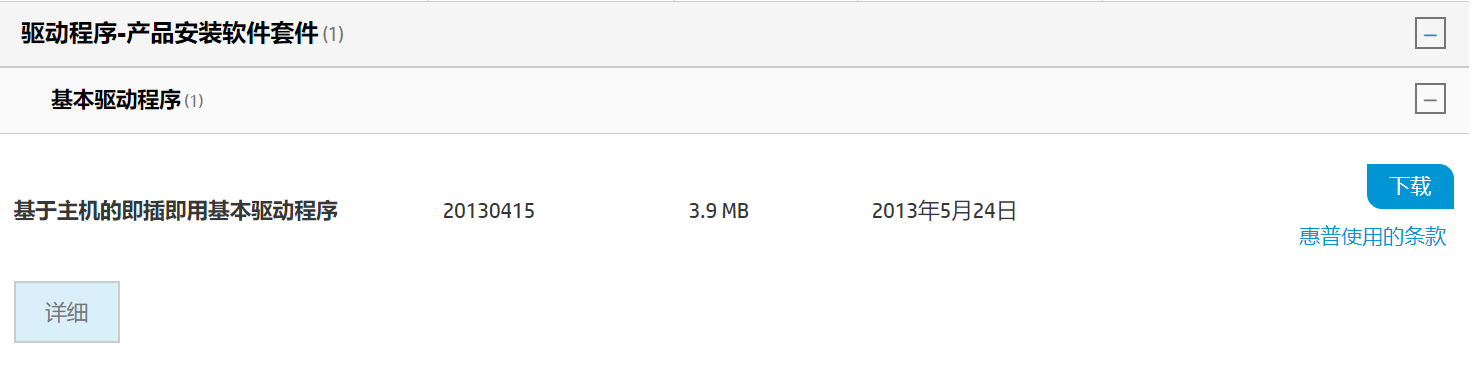 驱动程序-产品安装软件套件 (1)
基本驱动程序 (1)
基于主机的即插即用基本驱动程序 20130415 3.9 MB 2013年5月24日 下载
惠普使用的条款
详细